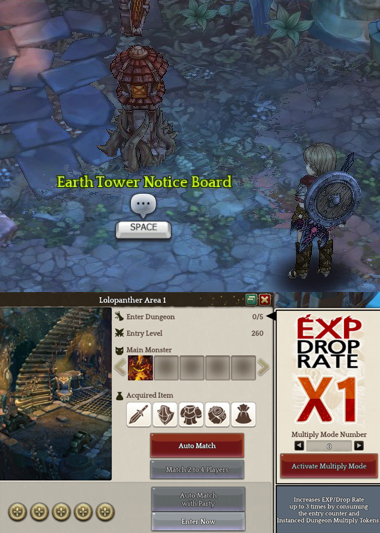 Earth Tower Notice Board
SPACE
Lolopanther Area 1
Enter Dungeon 0/5
Entry Level 260
Main Monster
Acquired Item
Auto Match
Match 2 to 4 Players
Auto Match
with Party
Enter Now
EXP
DROP
RATE
X1
Multiply Mode Number
Activate Multiply Mode
Increases EXP/Drop Rate
up to 3 times by consuming
the entry counter and
Instanced Dungeon Multiply Tokens